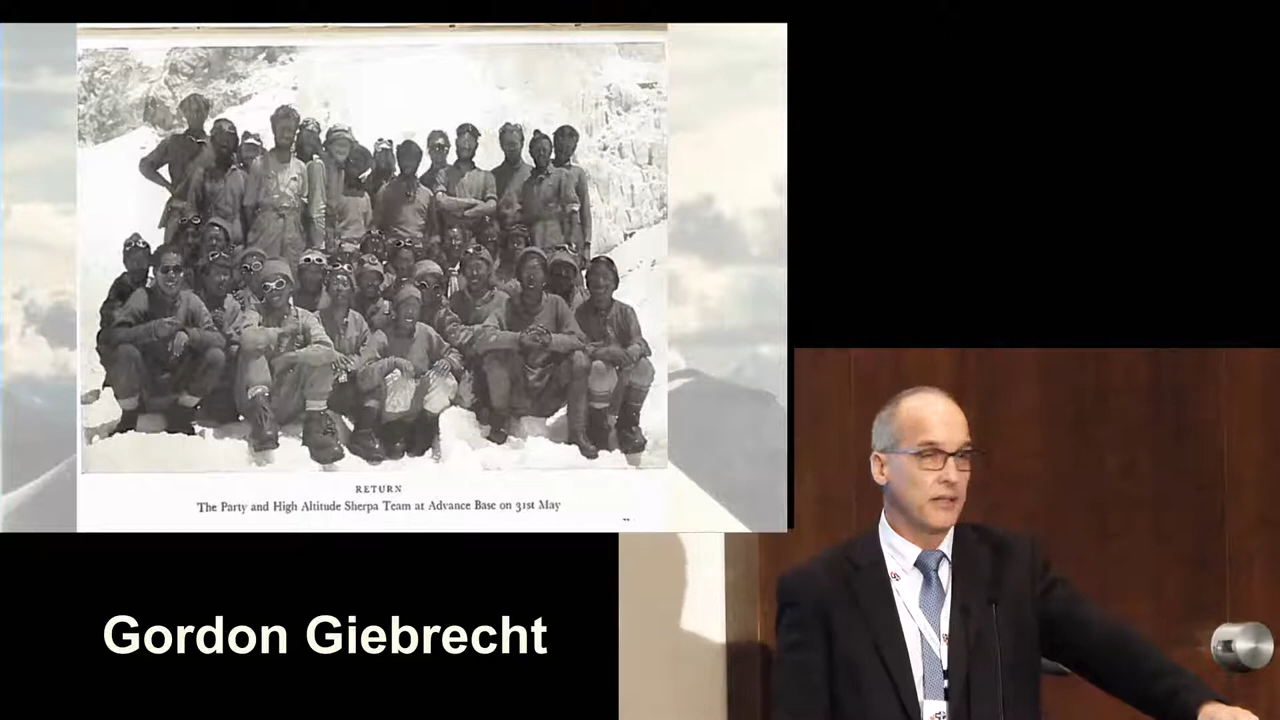 RETURN
The Party and High Altitude Sherpa Team at Advance Base on 31st May
Gordon Giebrecht